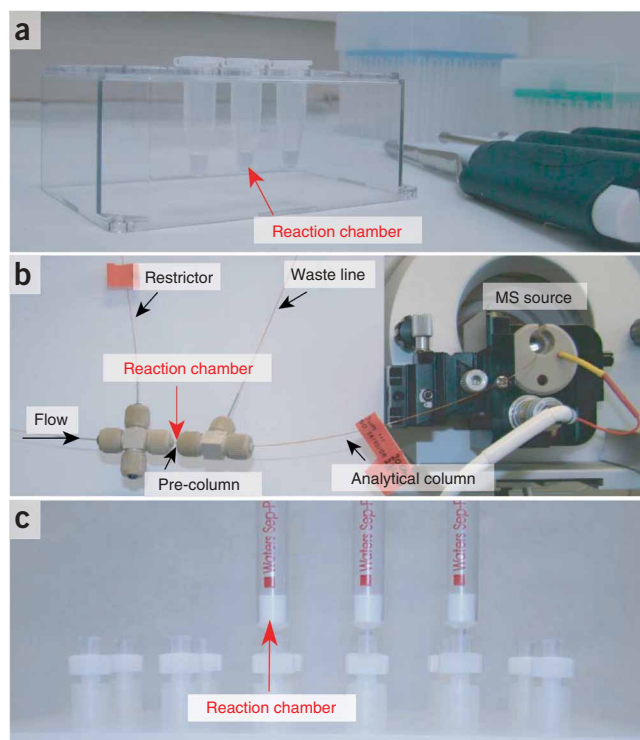 a
Reaction chamber
b
Restrictor
Waste line
MS source
Reaction chamber
Flow
Pre-column
Analytical column
c
Waters Sep-P
Waters Sep-P
Waters Sep-P
Reaction chamber